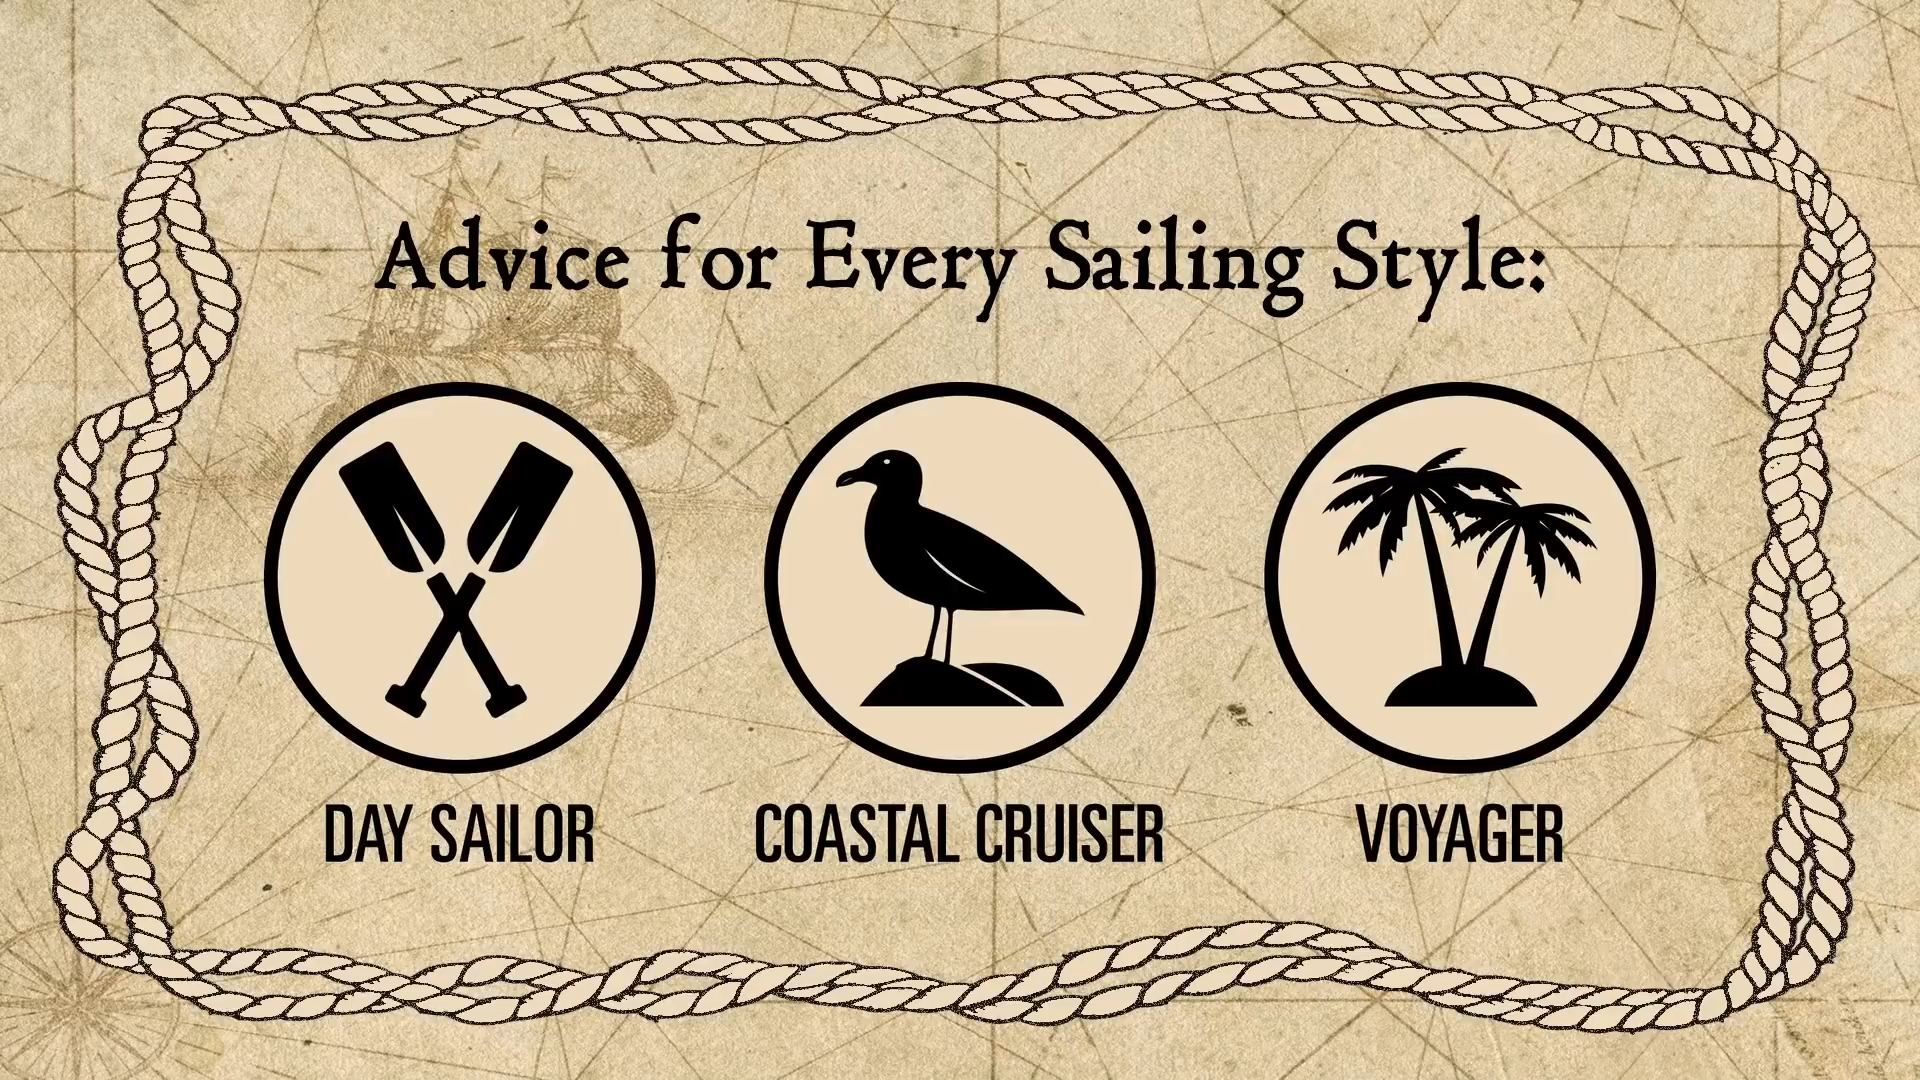 Advice for Every Sailing Style:
DAY SAILOR
COASTAL CRUISER
VOYAGER